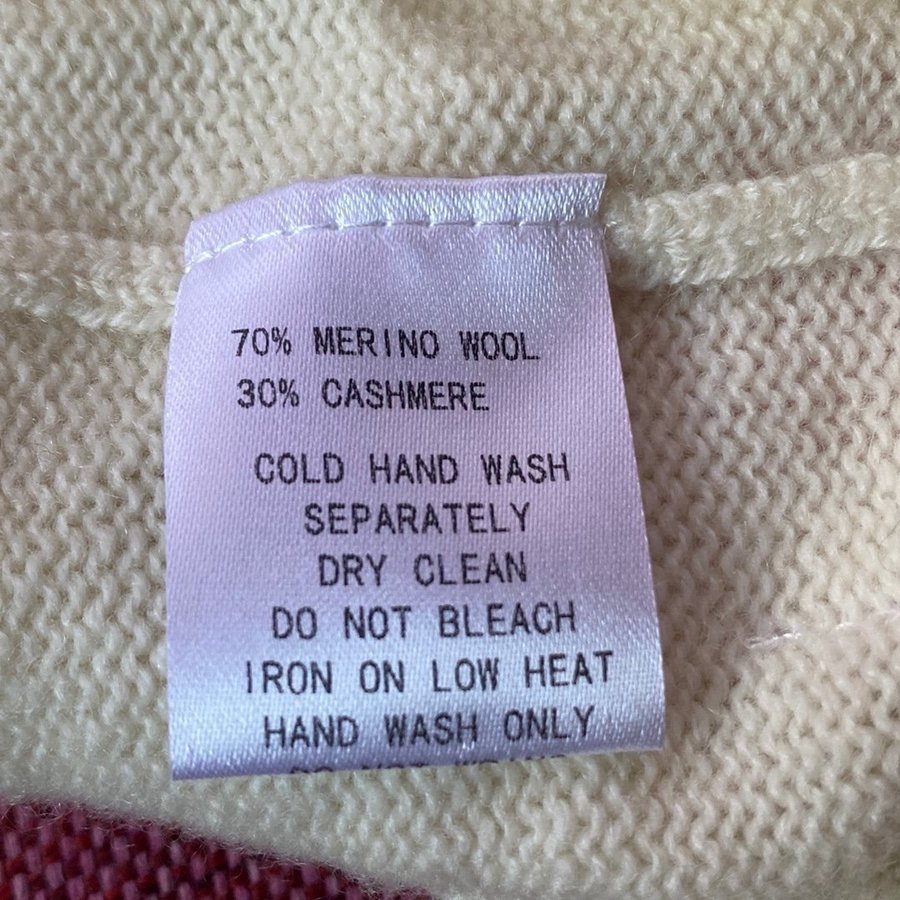 70% MERINO WOOL
30% CASHMERE
COLD HAND WASH
SEPARATELY
DRY CLEAN
DO NOT BLEACH
IRON ON LOW HEAT
HAND WASH ONLY